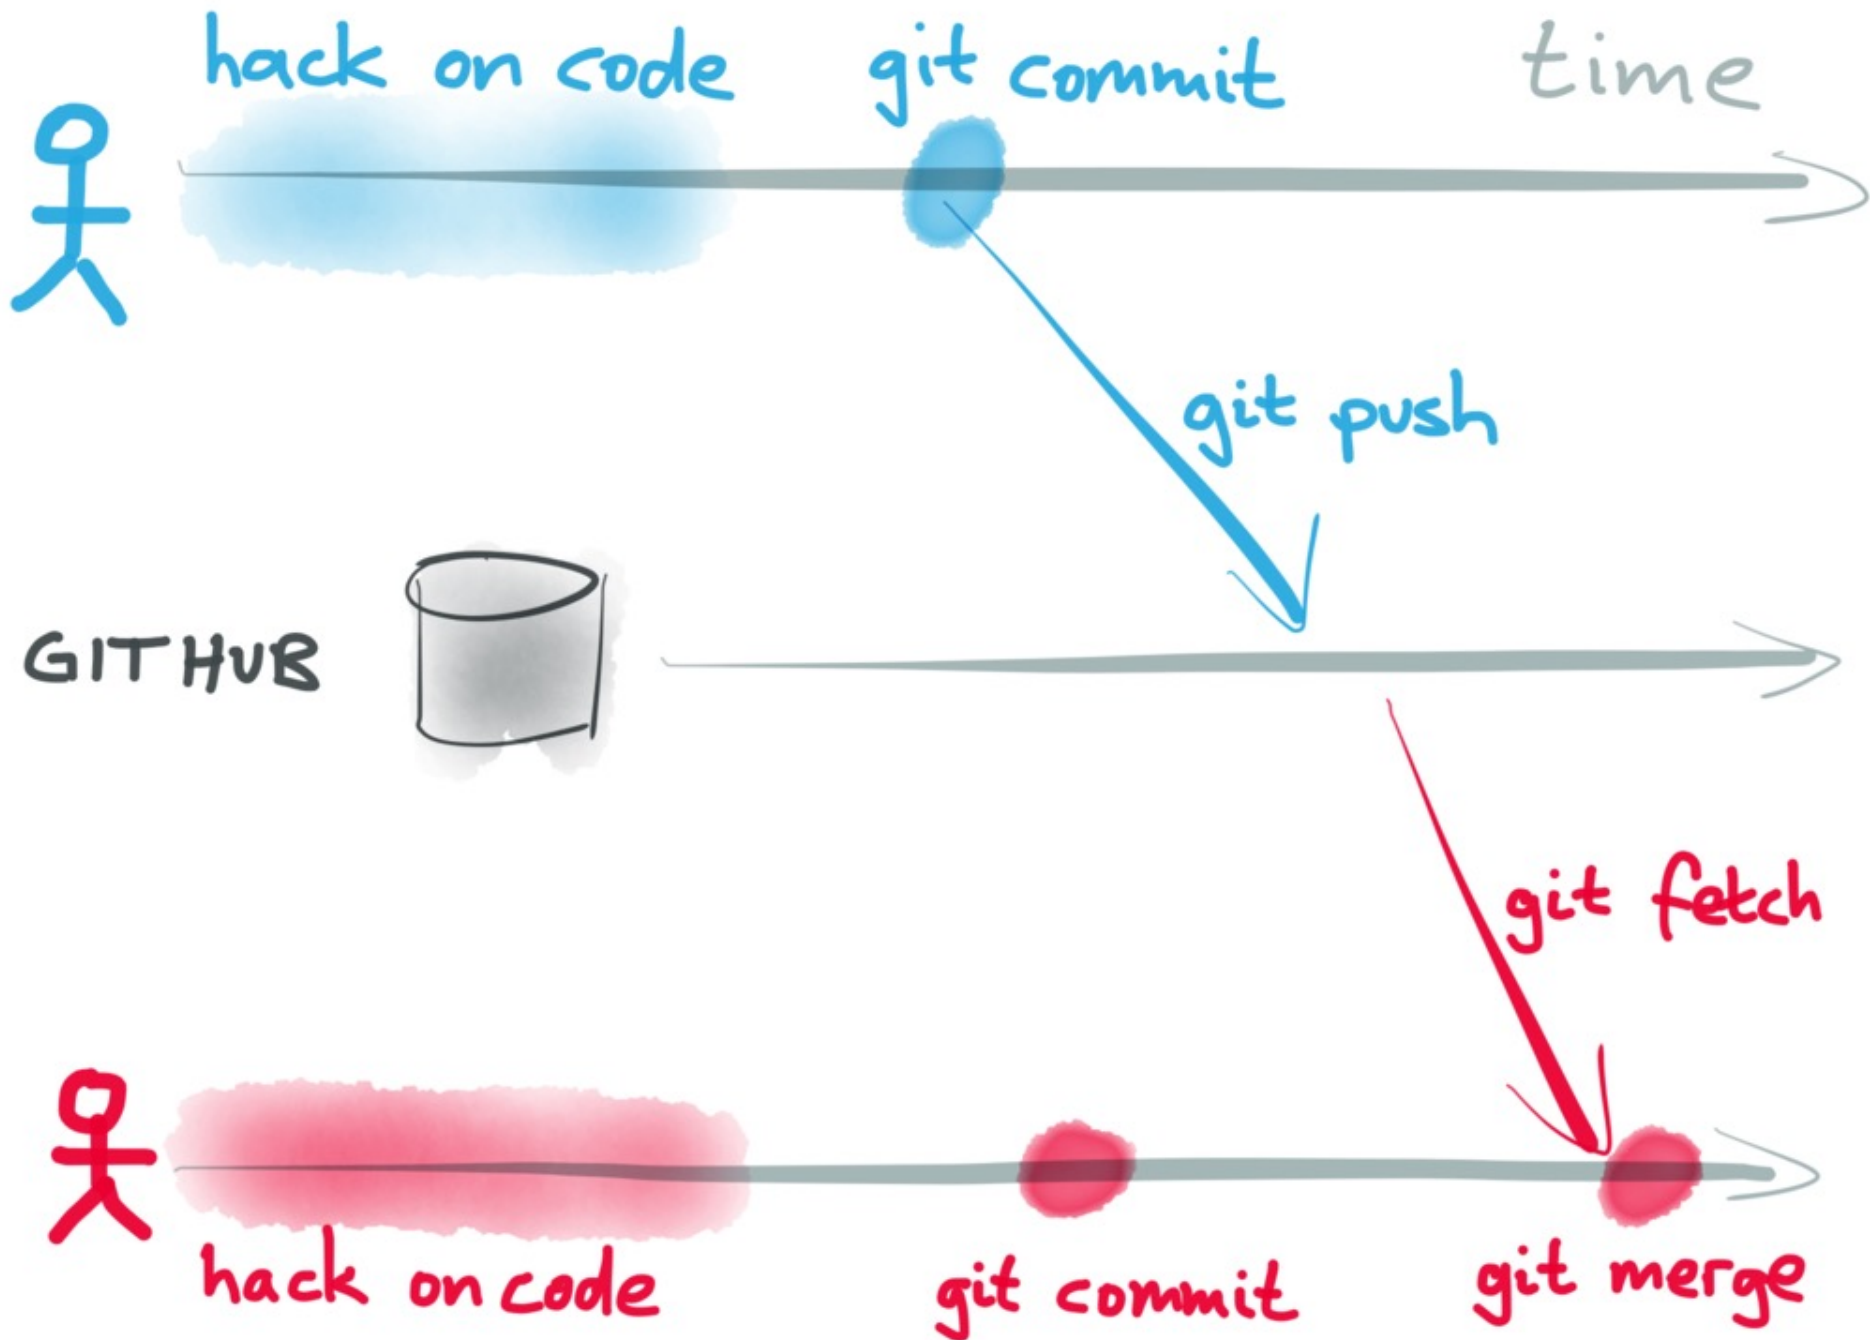 hack on code
git commit
time
git push
GITHUB
git fetch
hack on code
git commit
git merge